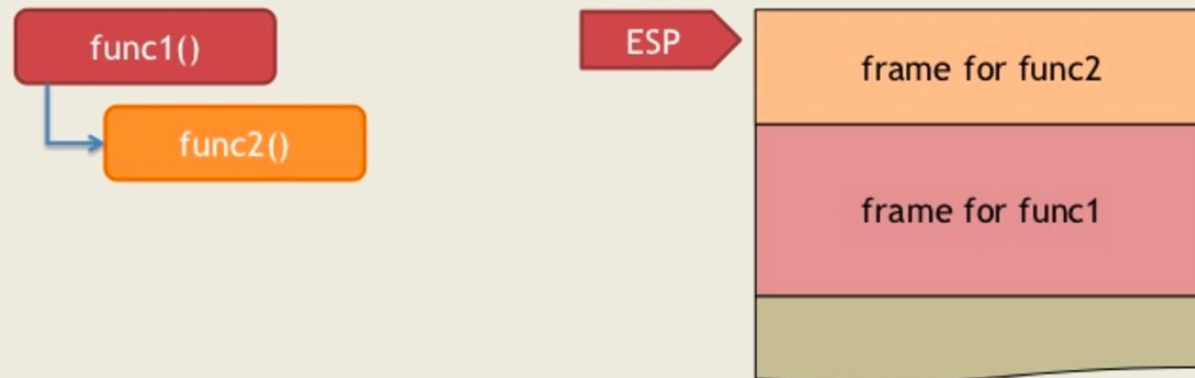 func1()
func2()
ESP
frame for func2
frame for func1